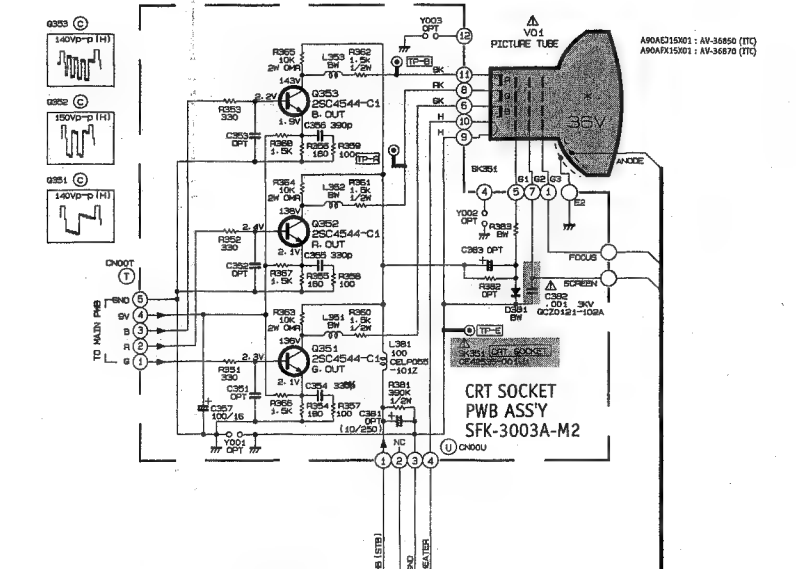 Q353 C
140Vp-p (H)
Q352 C
150Vp-p (H)
Q351 C
140Vp-p (H)
Y003
OPT
12
V01
PICTURE TUBE
A90AEJ15X01 : AV-36850 (ITC)
A90AFX15X01 : AV-36870 (ITC)
R365
10K
2W OMR
L353
BW
R362
1.5K
1/2W
TP-B
143V
BK
11
RK
8
GK
6
H
10
H
9
36V
2.2V
Q353
2SC4544-C1
B.OUT
R353
330
1.9V
C353
OPT
C356 390p
R368
1.5K
R356
180
R359
100
TP-R
SK351
ANODE
R364
10K
2W OMR
L352
BW
R361
1.5K
1/2W
138V
G1
G2
G3
4
5
7
1
E2
Y002
OPT
R383
BW
Q352
2SC4544-C1
R.OUT
R352
330
2.1V
C352
OPT
C355 330p
C383 OPT
R367
1.5K
R355
180
R358
100
FOCUS
SCREEN
R382
OPT
D381
BW
C382
.001 3KV
QCZ0121-102A
CN00T
T
TO MAIN PWB
GND 5
9V 4
B 3
R 2
G 1
R363
10K
2W OMR
L351
BW
R360
1.5K
1/2W
136V
2.3V
Q351
2SC4544-C1
G.OUT
L381
100
CELP055
-101Z
TP-E
SK351 CRT SOCKET
R351
330
2.1V
C351
OPT
C354
R366
1.5K
R354
180
R357
100
R381
390K
1/2W
C381
OPT
(10/250)
C357
100/16
Y001
OPT
CRT SOCKET
PWB ASS'Y
SFK-3003A-M2
NC
U CN00U
1 2 3 4
(STB)
GND
HEATER